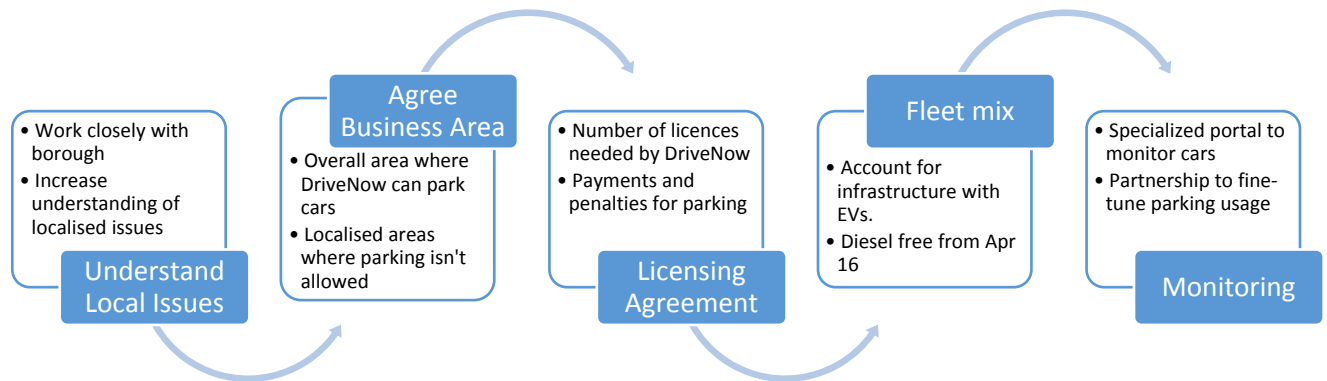 • Work closely with
borough
• Increase
understanding of
localised issues
Understand
Local Issues
Agree
Business Area
• Overall area where
DriveNow can park
cars
• Localised areas
where parking isn't
allowed
• Number of licences
needed by DriveNow
• Payments and
penalties for parking
Licensing
Agreement
Fleet mix
• Account for
infrastructure with
EVs.
• Diesel free from Apr
16
• Specialized portal to
monitor cars
• Partnership to fine-
tune parking usage
Monitoring